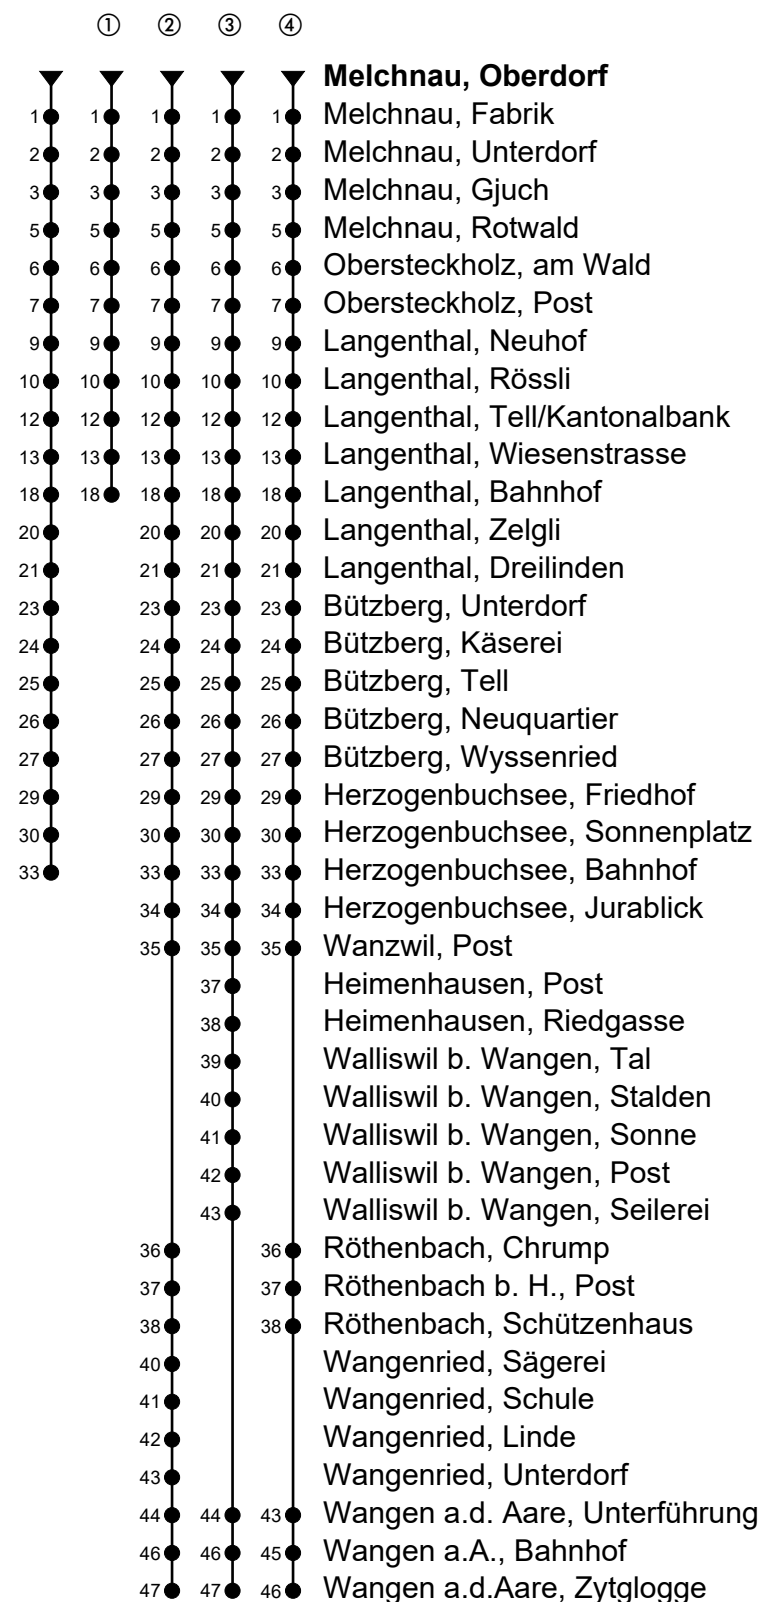 ① ② ③ ④
Melchnau, Oberdorf
1 1 1 1 1 Melchnau, Fabrik
2 2 2 2 2 Melchnau, Unterdorf
3 3 3 3 3 Melchnau, Gjuch
5 5 5 5 5 Melchnau, Rotwald
6 6 6 6 6 Obersteckholz, am Wald
7 7 7 7 7 Obersteckholz, Post
9 9 9 9 9 Langenthal, Neuhof
10 10 10 10 10 Langenthal, Rössli
12 12 12 12 12 Langenthal, Tell/Kantonalbank
13 13 13 13 13 Langenthal, Wiesenstrasse
18 18 18 18 18 Langenthal, Bahnhof
20 20 20 20 Langenthal, Zelgli
21 21 21 21 Langenthal, Dreilinden
23 23 23 23 Bützberg, Unterdorf
24 24 24 24 Bützberg, Käserei
25 25 25 25 Bützberg, Tell
26 26 26 26 Bützberg, Neuquartier
27 27 27 27 Bützberg, Wyssenried
29 29 29 29 Herzogenbuchsee, Friedhof
30 30 30 30 Herzogenbuchsee, Sonnenplatz
33 33 33 33 Herzogenbuchsee, Bahnhof
34 34 34 Herzogenbuchsee, Jurablick
35 35 35 Wanzwil, Post
37 Heimenhausen, Post
38 Heimenhausen, Riedgasse
39 Walliswil b. Wangen, Tal
40 Walliswil b. Wangen, Stalden
41 Walliswil b. Wangen, Sonne
42 Walliswil b. Wangen, Post
43 Walliswil b. Wangen, Seilerei
36 36 Röthenbach, Chrump
37 37 Röthenbach b. H., Post
38 38 Röthenbach, Schützenhaus
40 Wangenried, Sägerei
41 Wangenried, Schule
42 Wangenried, Linde
43 Wangenried, Unterdorf
44 44 43 Wangen a.d. Aare, Unterführung
46 46 45 Wangen a.A., Bahnhof
47 47 46 Wangen a.d.Aare, Zytglogge